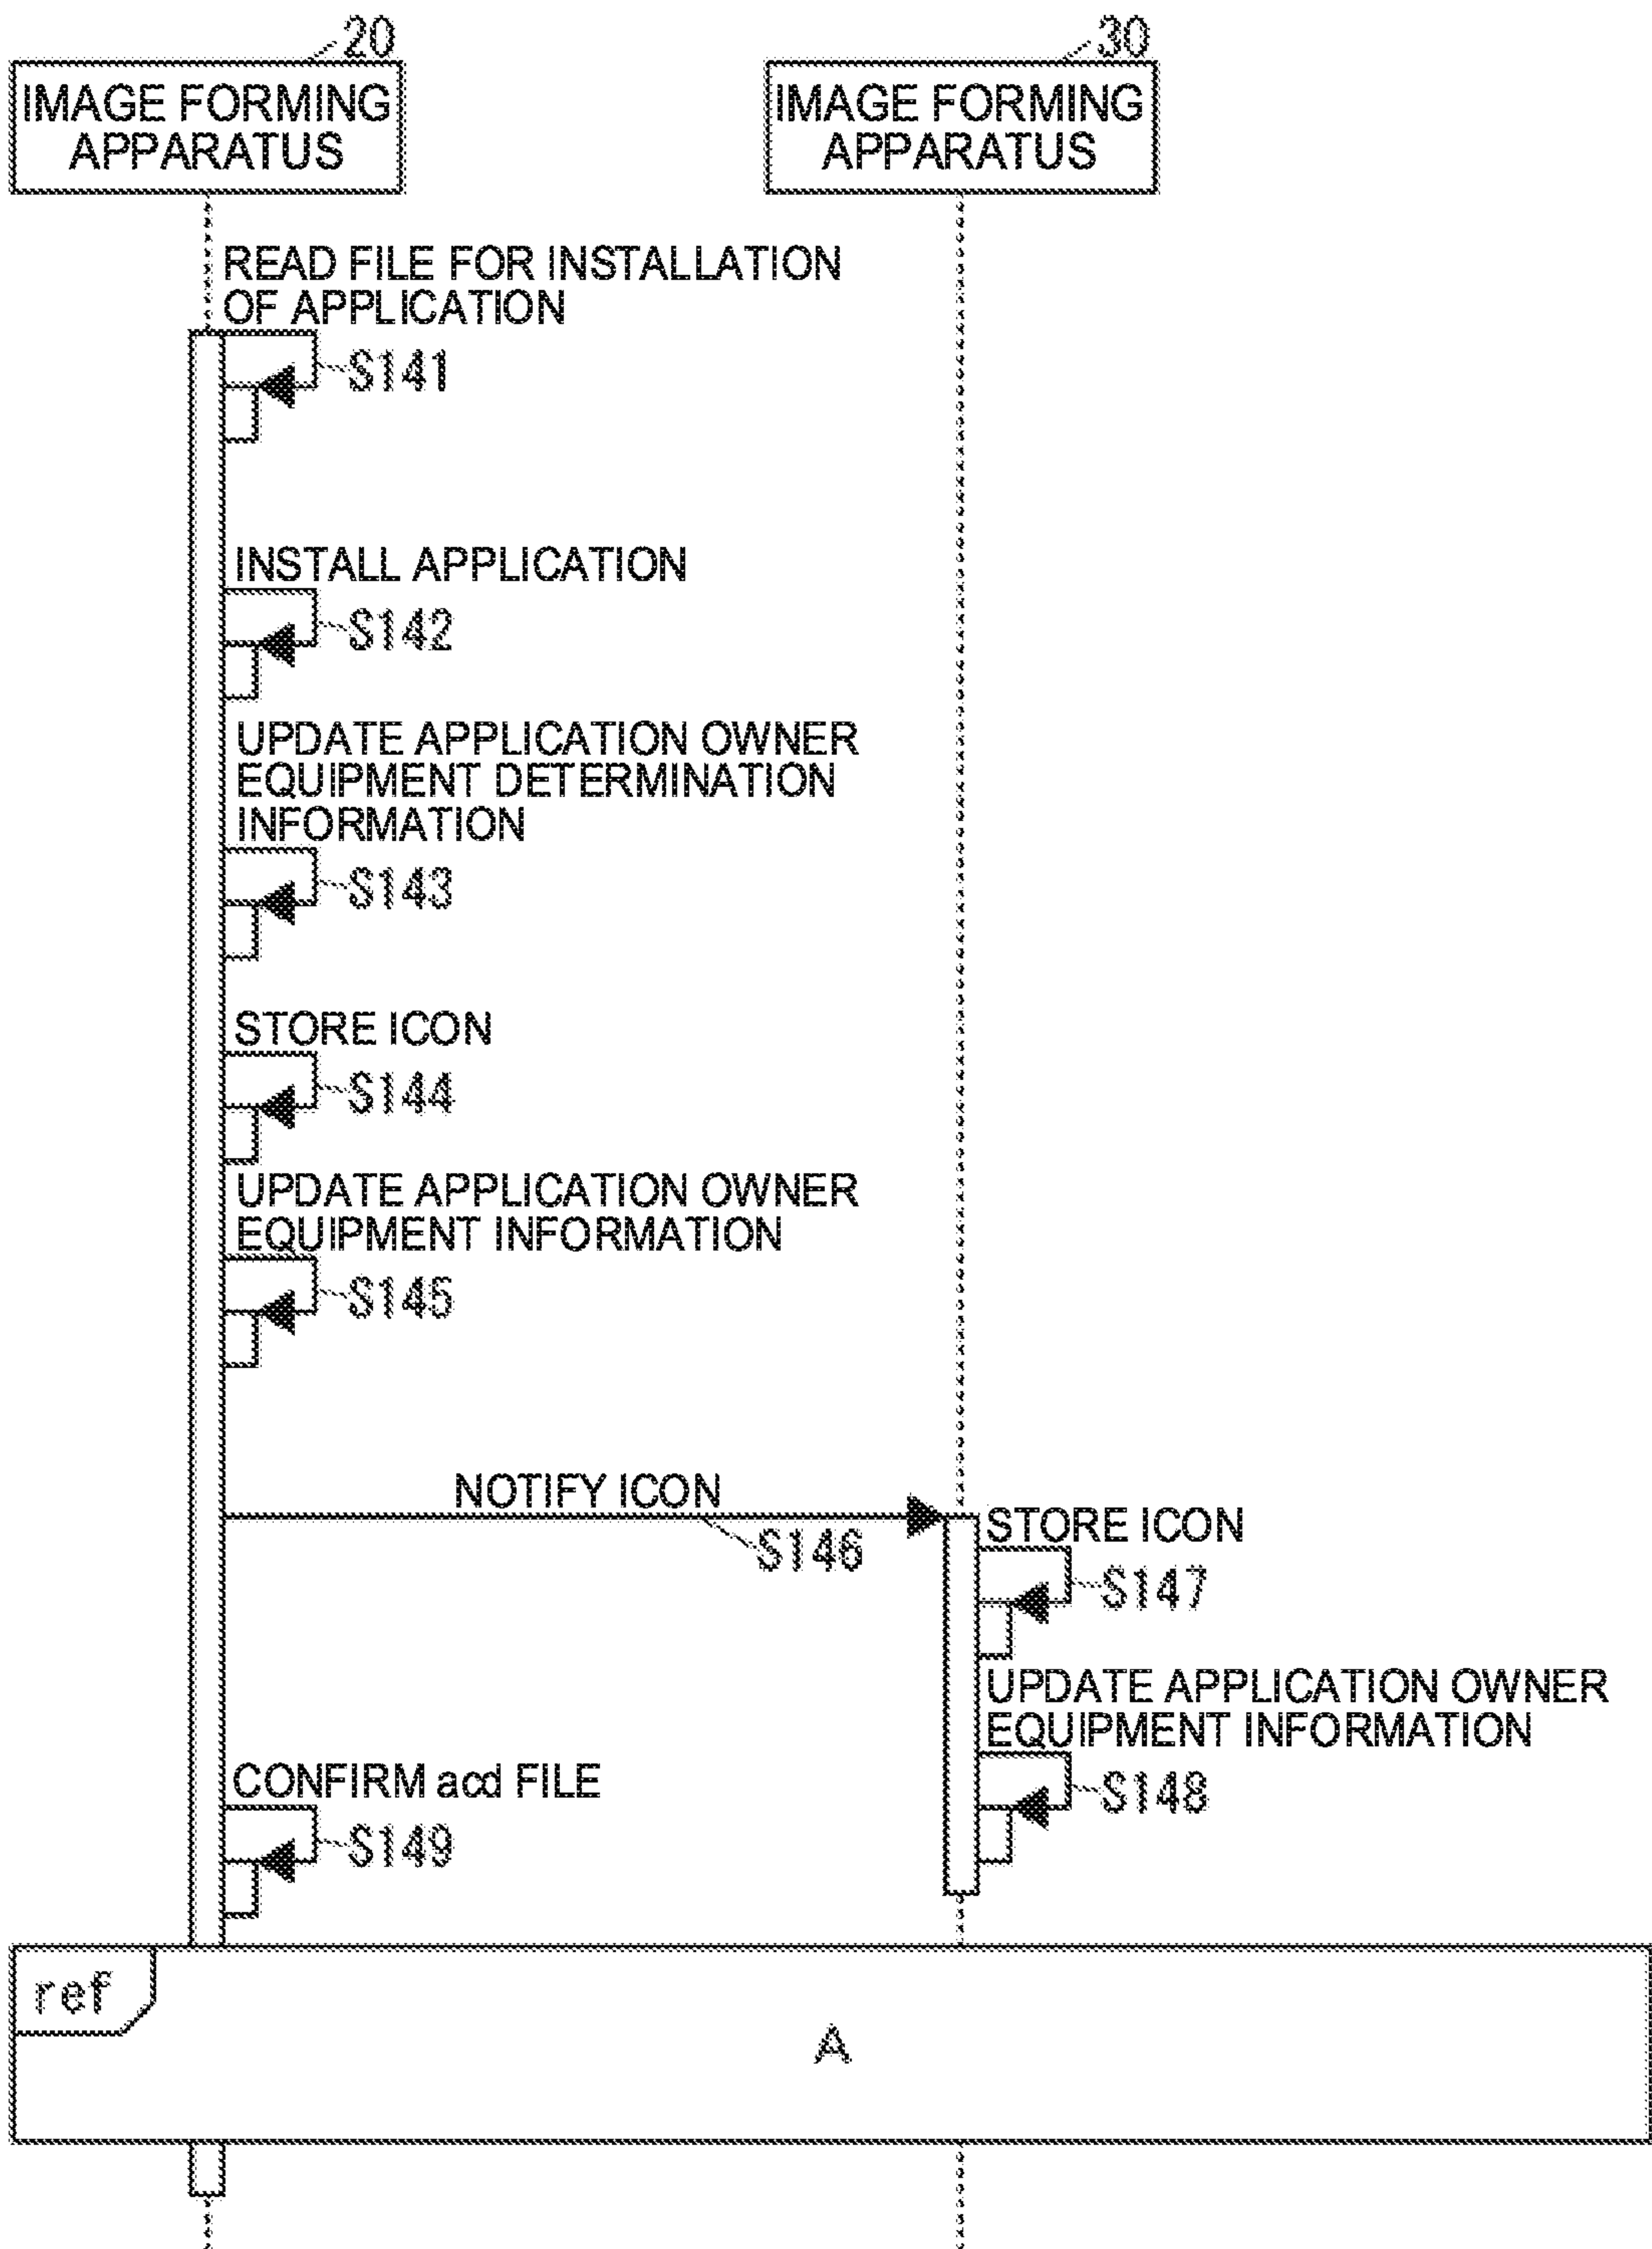 20
30
IMAGE FORMING
APPARATUS
IMAGE FORMING
APPARATUS
READ FILE FOR INSTALLATION
OF APPLICATION
S141
INSTALL APPLICATION
S142
UPDATE APPLICATION OWNER
EQUIPMENT DETERMINATION
INFORMATION
S143
STORE ICON
S144
UPDATE APPLICATION OWNER
EQUIPMENT INFORMATION
S145
NOTIFY ICON
S146
STORE ICON
S147
UPDATE APPLICATION OWNER
EQUIPMENT INFORMATION
S148
CONFIRM acd FILE
S149
ref
A